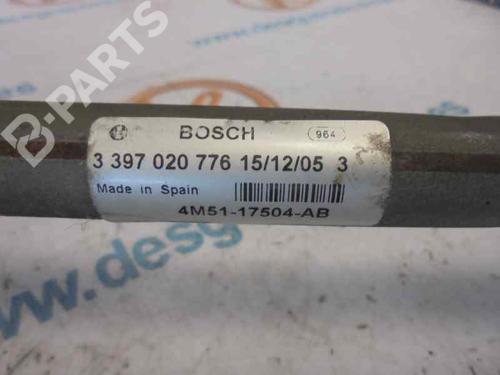 B-PARTS
BOSCH 964
3 397 020 776 15/12/05 3
Made in Spain
4M51-17504-AB
www.desg